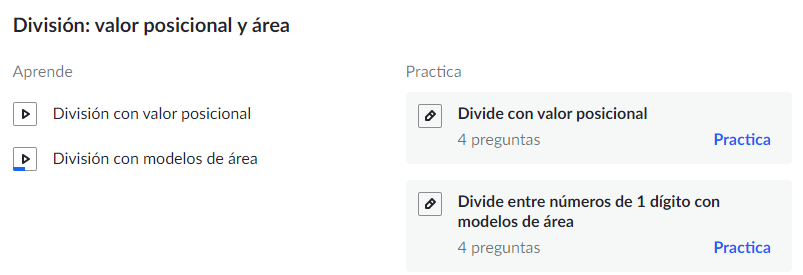 División: valor posicional y área
Aprende
División con valor posicional
División con modelos de área
Practica
Divide con valor posicional
4 preguntas
Practica
Divide entre números de 1 dígito con
modelos de área
4 preguntas
Practica